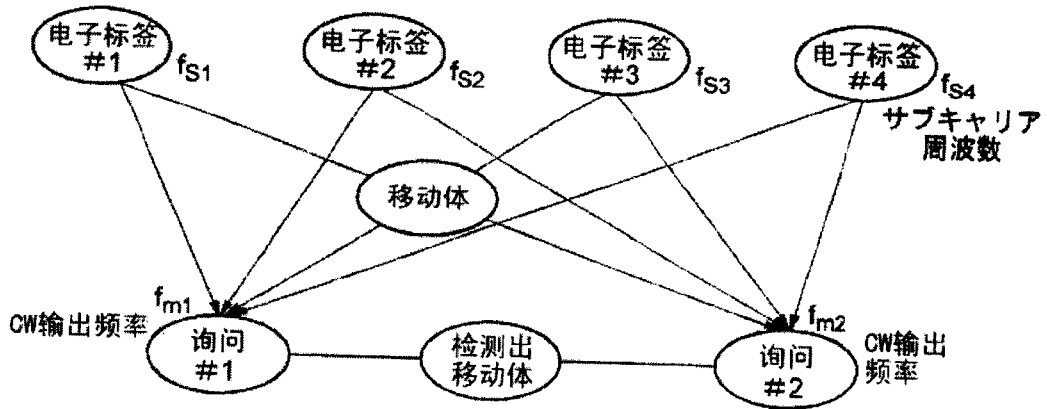 电子标签
#1
fS1
电子标签
#2
fS2
电子标签
#3
fS3
电子标签
#4
fS4
サブキャリア
周波数
移动体
fm1
CW输出频率
询问
#1
检测出
移动体
fm2
询问
#2
CW输出
频率